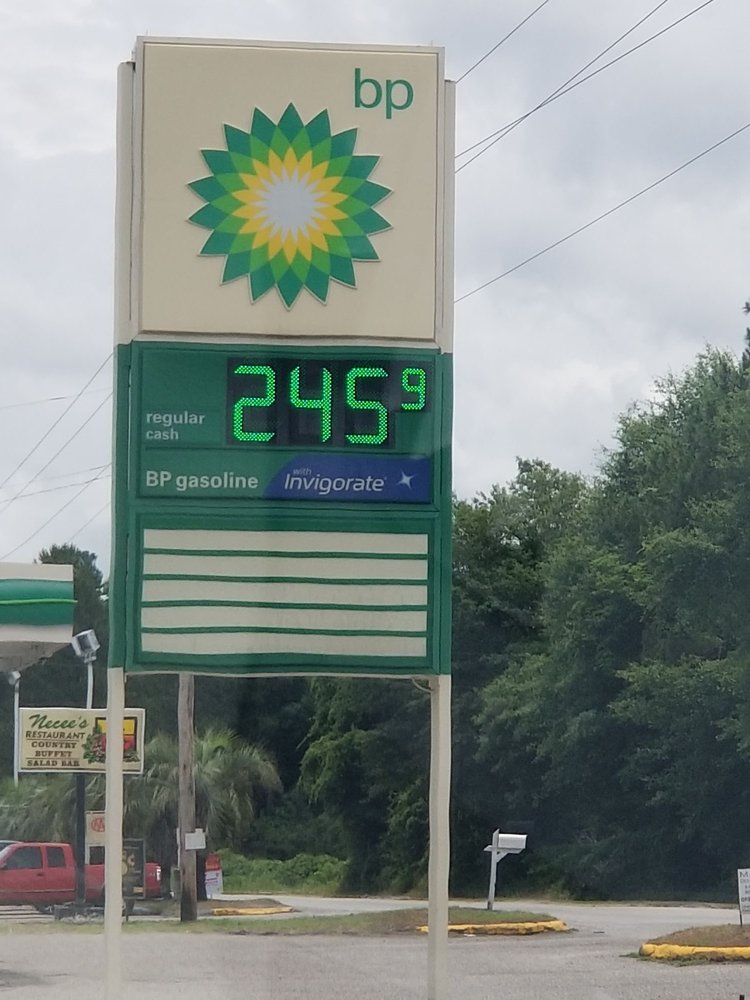 bp
2459
regular
cash
BP gasoline
with
Invigorate
Necee's
RESTAURANT
COUNTRY
BUFFET
SALAD BAR